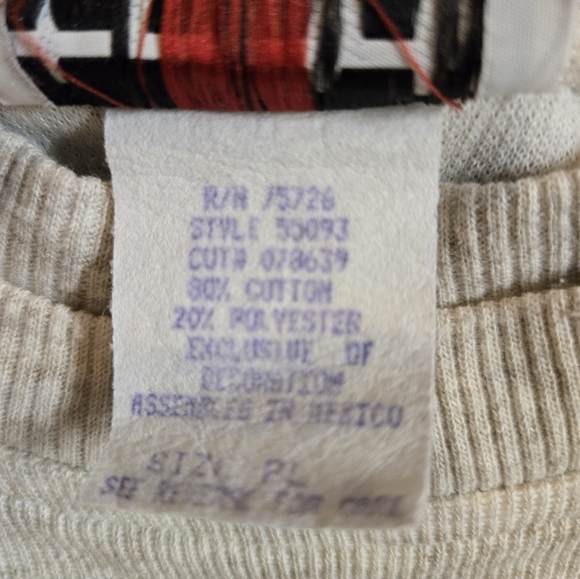 R/N 75726
STYLE 55093
CUT# 078639
80% COTTON
20% POLYESTER
EXCLUSIVE OF
DECORATION
ASSEMBLED IN MEXICO
SIZE PL
SEE REVERSE FOR CARE